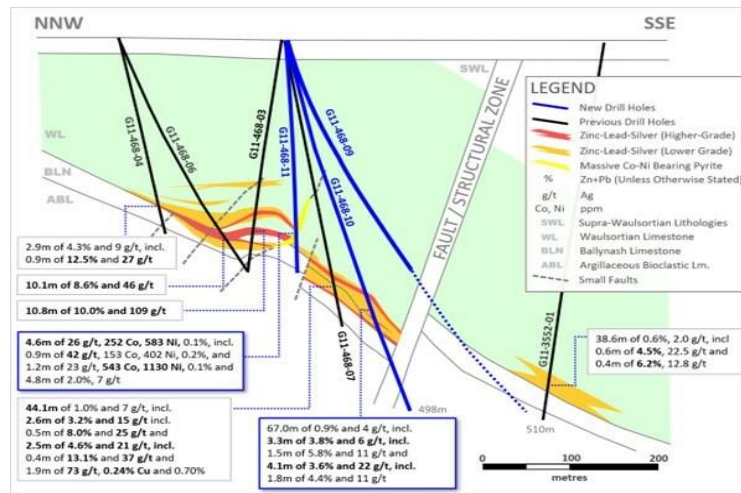 NNW
SSE
SWL
WL
BLN
ABL
G11-468-04
G11-468-06
G11-468-03
G11-468-11
G11-468-09
G11-468-10
G11-468-07
G11-3552-01
FAULT / STRUCTURAL ZONE
LEGEND
New Drill Holes
Previous Drill Holes
Zinc-Lead-Silver (Higher-Grade)
Zinc-Lead-Silver (Lower Grade)
Massive Co-Ni Bearing Pyrite
% Zn+Pb (Unless Otherwise Stated)
g/t Ag
Co, Ni ppm
SWL Supra-Waulsortian Lithologies
WL Waulsortian Limestone
BLN Ballynash Limestone
ABL Argillaceous Bioclastic Lm.
Small Faults
2.9m of 4.3% and 9 g/t, incl.
0.9m of 12.5% and 27 g/t
10.1m of 8.6% and 46 g/t
10.8m of 10.0% and 109 g/t
4.6m of 26 g/t, 252 Co, 583 Ni, 0.1%, incl.
0.9m of 42 g/t, 153 Co, 402 Ni, 0.2%, and
1.2m of 23 g/t, 543 Co, 1130 Ni, 0.1% and
4.8m of 2.0%, 7 g/t
44.1m of 1.0% and 7 g/t, incl.
2.6m of 3.2% and 15 g/t incl.
0.5m of 8.0% and 25 g/t and
2.5m of 4.6% and 21 g/t, incl.
0.4m of 13.1% and 37 g/t and
1.9m of 73 g/t, 0.24% Cu and 0.70%
67.0m of 0.9% and 4 g/t, incl.
3.3m of 3.8% and 6 g/t, incl.
1.5m of 5.8% and 11 g/t and
4.1m of 3.6% and 22 g/t, incl.
1.8m of 4.4% and 11 g/t
38.6m of 0.6%, 2.0 g/t, incl
0.6m of 4.5%, 22.5 g/t and
0.4m of 6.2%, 12.8 g/t
498m
510m
0 100 200
metres